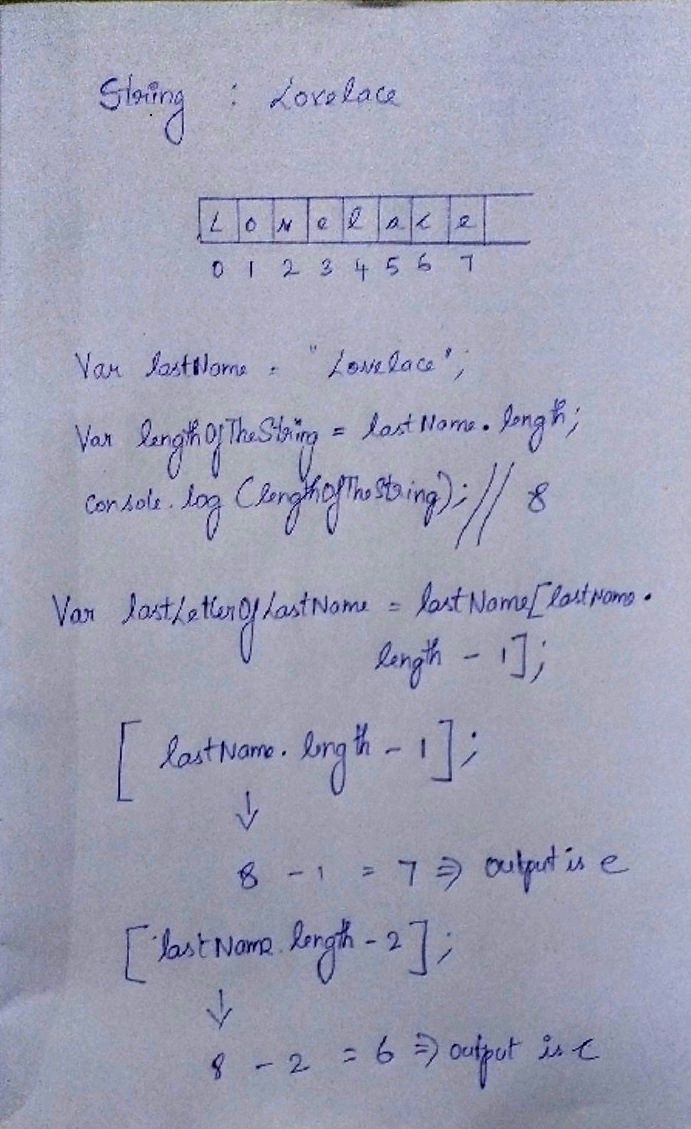 String : Lovelace
L o v e l a c e
0 1 2 3 4 5 6 7
Var lastName = "Lovelace";
Var lengthOfTheString = lastName.length;
console.log (lengthOfTheString); // 8
Var lastLetterOfLastName = lastName[lastName.
length - 1];
[ lastName.length - 1 ];
↓
8 - 1 = 7 ⇒ output is e
[ lastName.length - 2 ];
↓
8 - 2 = 6 ⇒ output is c